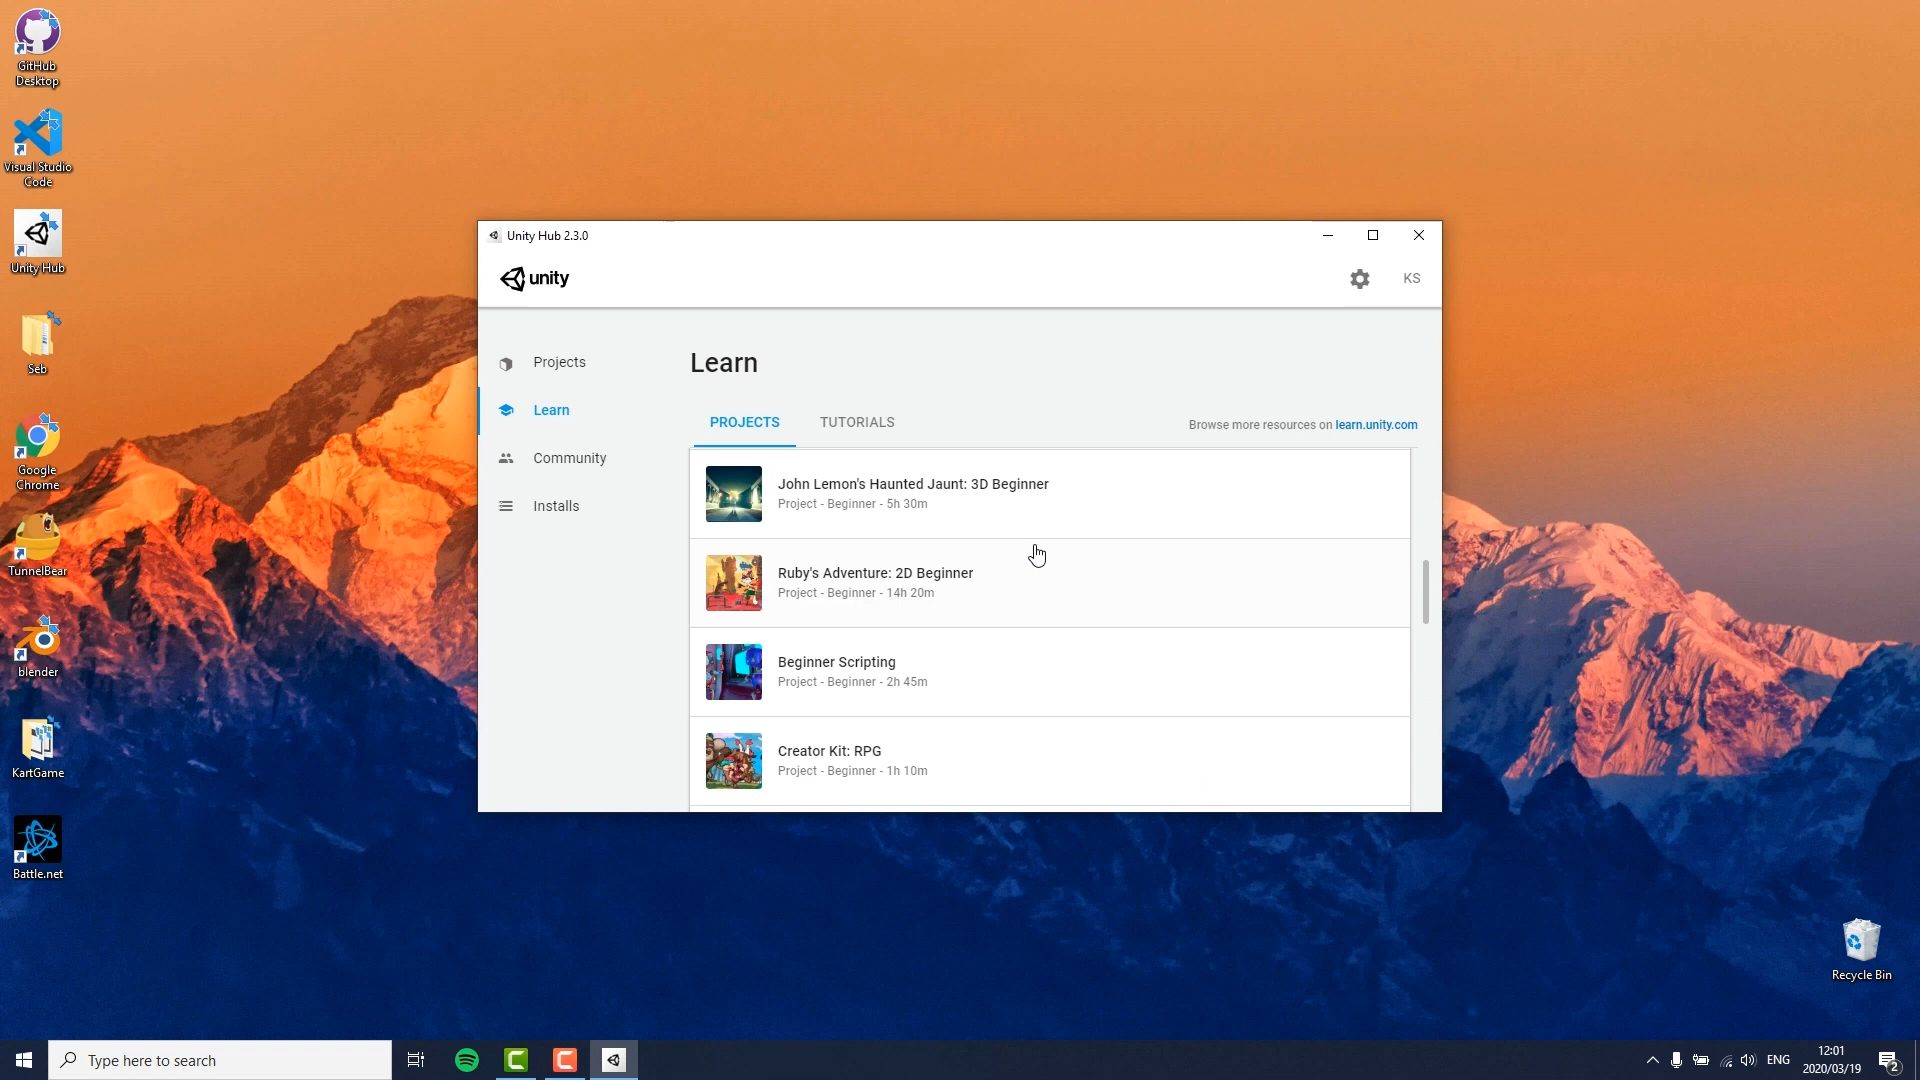 GitHub
Desktop
Visual Studio
Code
Unity Hub
Seb
Google
Chrome
TunnelBear
blender
KartGame
Battle.net
Unity Hub 2.3.0
unity
KS
Projects
Learn
Community
Installs
Learn
PROJECTS
TUTORIALS
Browse more resources on learn.unity.com
John Lemon's Haunted Jaunt: 3D Beginner
Project - Beginner - 5h 30m
Ruby's Adventure: 2D Beginner
Project - Beginner - 14h 20m
Beginner Scripting
Project - Beginner - 2h 45m
Creator Kit: RPG
Project - Beginner - 1h 10m
Recycle Bin
Type here to search
ENG
12:01
2020/03/19
2